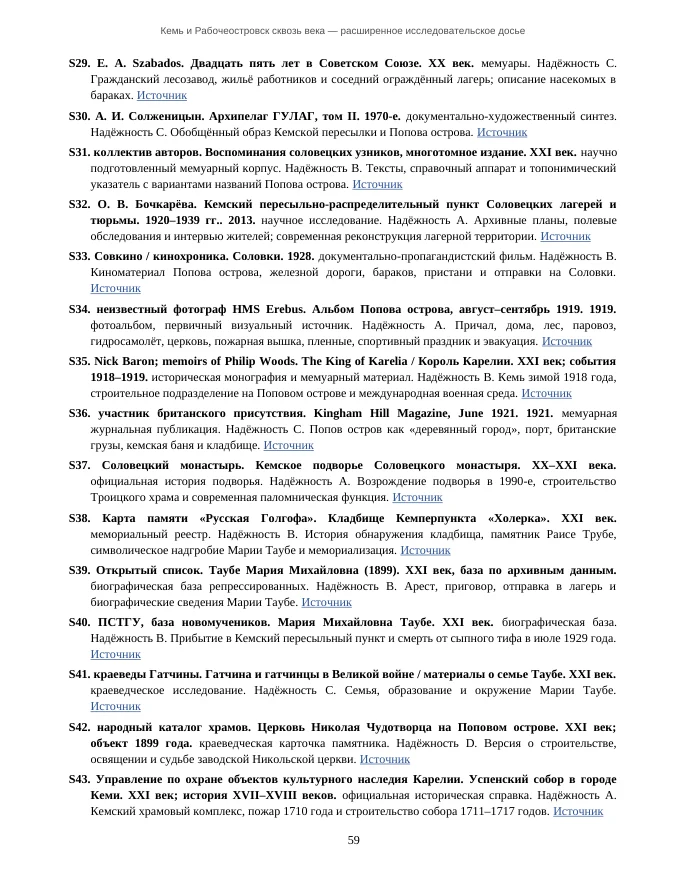 Кемь и Рабочеостровск сквозь века — расширенное исследовательское досье
S29. E. A. Szabados. Двадцать пять лет в Советском Союзе. XX век. мемуары. Надёжность C.
Гражданский лесозавод, жильё работников и соседний ограждённый лагерь; описание насекомых в
бараках. Источник
S30. А. И. Солженицын. Архипелаг ГУЛАГ, том II. 1970-е. документально-художественный синтез.
Надёжность C. Обобщённый образ Кемской пересылки и Попова острова. Источник
S31. коллектив авторов. Воспоминания соловецких узников, многотомное издание. XXI век. научно
подготовленный мемуарный корпус. Надёжность B. Тексты, справочный аппарат и топонимический
указатель с вариантами названий Попова острова. Источник
S32. О. В. Бочкарёва. Кемский пересыльно-распределительный пункт Соловецких лагерей и
тюрьмы. 1920–1939 гг.. 2013. научное исследование. Надёжность A. Архивные планы, полевые
обследования и интервью жителей; современная реконструкция лагерной территории. Источник
S33. Совкино / кинохроника. Соловки. 1928. документально-пропагандистский фильм. Надёжность B.
Киноматериал Попова острова, железной дороги, бараков, пристани и отправки на Соловки.
Источник
S34. неизвестный фотограф HMS Erebus. Альбом Попова острова, август–сентябрь 1919. 1919.
фотоальбом, первичный визуальный источник. Надёжность A. Причал, дома, лес, паровоз,
гидросамолёт, церковь, пожарная вышка, пленные, спортивный праздник и эвакуация. Источник
S35. Nick Baron; memoirs of Philip Woods. The King of Karelia / Король Карелии. XXI век; события
1918–1919. историческая монография и мемуарный материал. Надёжность B. Кемь зимой 1918 года,
строительное подразделение на Поповом острове и международная военная среда. Источник
S36. участник британского присутствия. Kingham Hill Magazine, June 1921. 1921. мемуарная
журнальная публикация. Надёжность C. Попов остров как «деревянный город», порт, британские
грузы, кемская баня и кладбище. Источник
S37. Соловецкий монастырь. Кемское подворье Соловецкого монастыря. XX–XXI века.
официальная история подворья. Надёжность A. Возрождение подворья в 1990-е, строительство
Троицкого храма и современная паломническая функция. Источник
S38. Карта памяти «Русская Голгофа». Кладбище Кемперпункта «Холерка». XXI век.
мемориальный реестр. Надёжность B. История обнаружения кладбища, памятник Раисе Трубе,
символическое надгробие Марии Таубе и мемориализация. Источник
S39. Открытый список. Таубе Мария Михайловна (1899). XXI век, база по архивным данным.
биографическая база репрессированных. Надёжность B. Арест, приговор, отправка в лагерь и
биографические сведения Марии Таубе. Источник
S40. ПСТГУ, база новомучеников. Мария Михайловна Таубе. XXI век. биографическая база.
Надёжность B. Прибытие в Кемский пересыльный пункт и смерть от сыпного тифа в июле 1929 года.
Источник
S41. краеведы Гатчины. Гатчина и гатчинцы в Великой войне / материалы о семье Таубе. XXI век.
краеведческое исследование. Надёжность C. Семья, образование и окружение Марии Таубе.
Источник
S42. народный каталог храмов. Церковь Николая Чудотворца на Поповом острове. XXI век;
объект 1899 года. краеведческая карточка памятника. Надёжность D. Версия о строительстве,
освящении и судьбе заводской Никольской церкви. Источник
S43. Управление по охране объектов культурного наследия Карелии. Успенский собор в городе
Кеми. XXI век; история XVII–XVIII веков. официальная историческая справка. Надёжность A.
Кемский храмовый комплекс, пожар 1710 года и строительство собора 1711–1717 годов. Источник
59